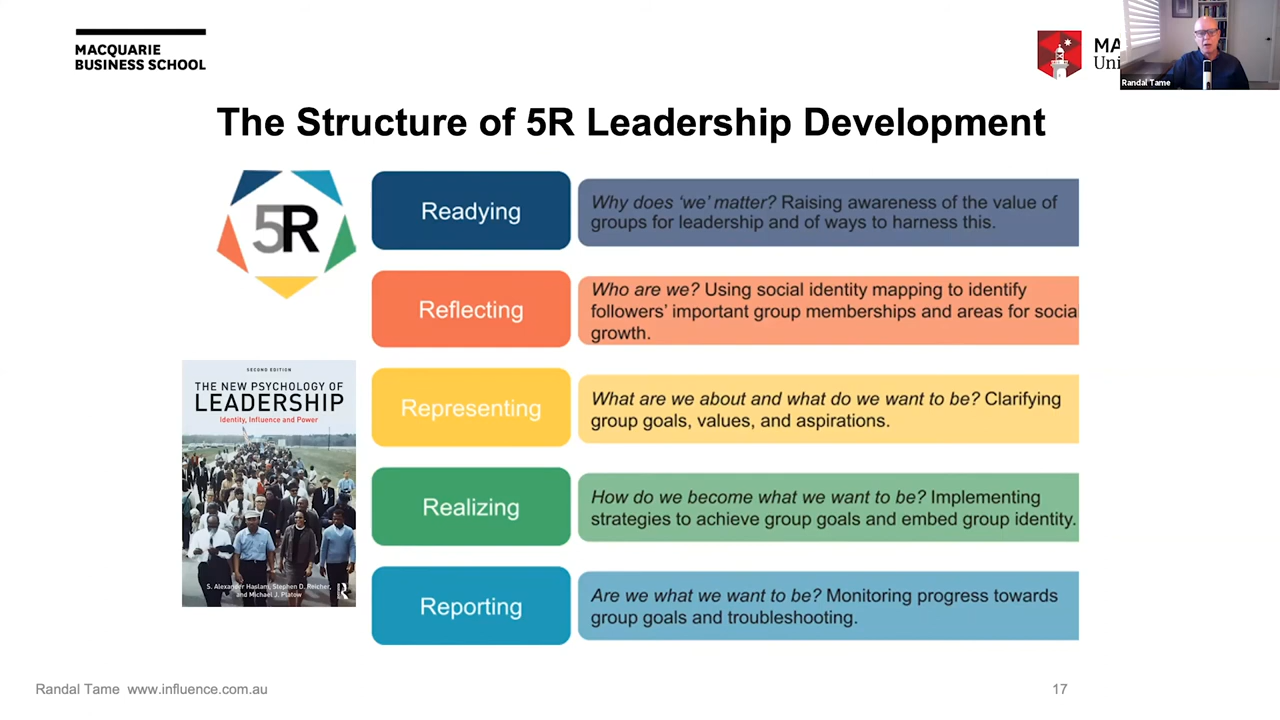 MACQUARIE
BUSINESS SCHOOL
MA
Uni
Randal Tame
The Structure of 5R Leadership Development
5R
Readying
Why does ‘we’ matter? Raising awareness of the value of
groups for leadership and of ways to harness this.
Reflecting
Who are we? Using social identity mapping to identify
followers’ important group memberships and areas for socia
growth.
SECOND EDITION
THE NEW PSYCHOLOGY OF
LEADERSHIP
Identity, Influence and Power
S. Alexander Haslam, Stephen D. Reicher,
and Michael J. Platow
R
Representing
What are we about and what do we want to be? Clarifying
group goals, values, and aspirations.
Realizing
How do we become what we want to be? Implementing
strategies to achieve group goals and embed group identity.
Reporting
Are we what we want to be? Monitoring progress towards
group goals and troubleshooting.
Randal Tame www.influence.com.au
17